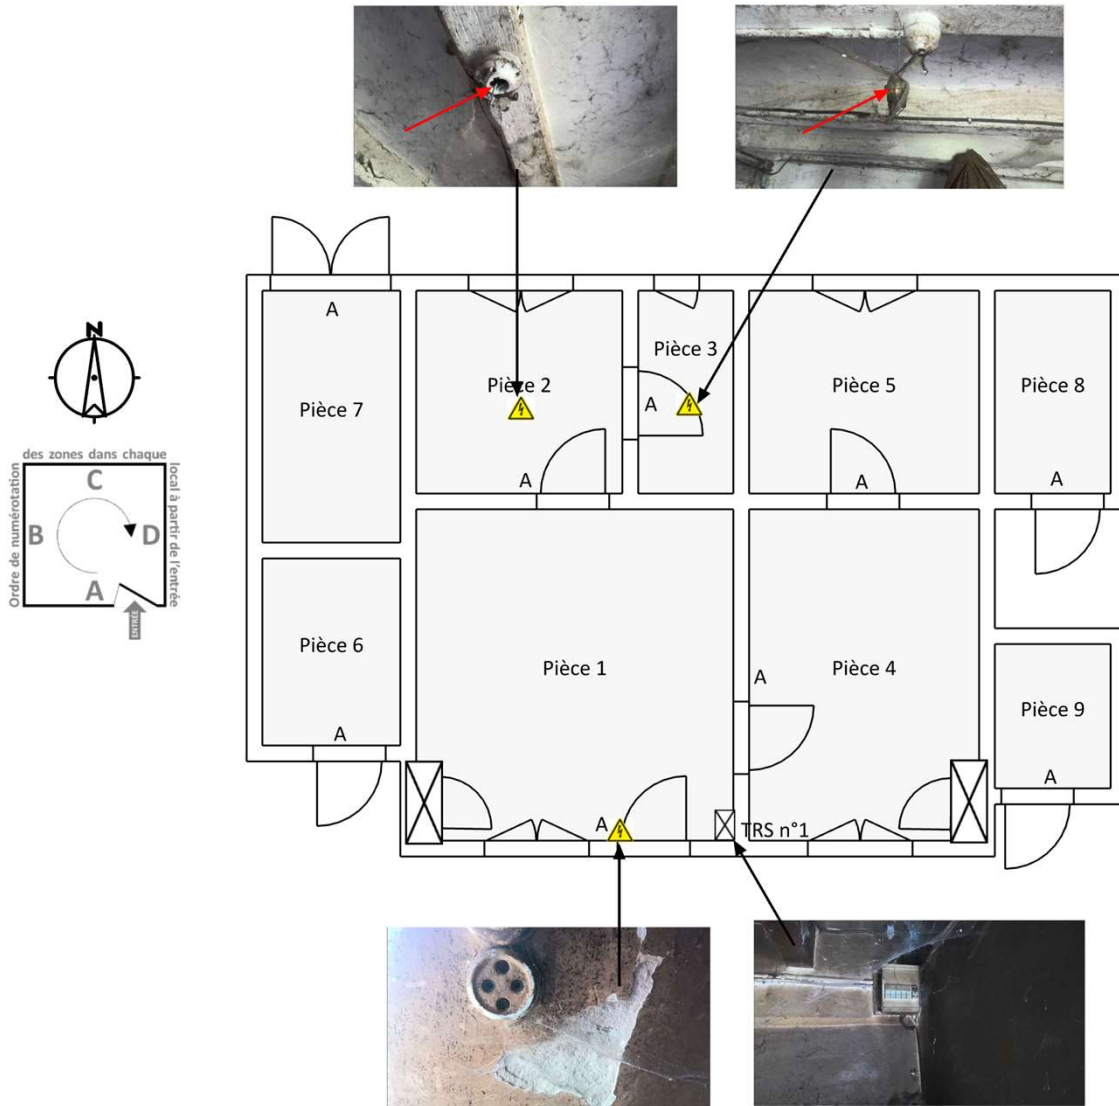 Pièce 3
A
Pièce 2
Pièce 5
Pièce 8
Pièce 7
A
A
A
A
N
des zones dans chaque
Ordre de numérotation
local à partir de l'entrée
C
B
D
A
ENTRÉE
Pièce 6
Pièce 1
Pièce 4
A
Pièce 9
A
A
A
TRS n°1